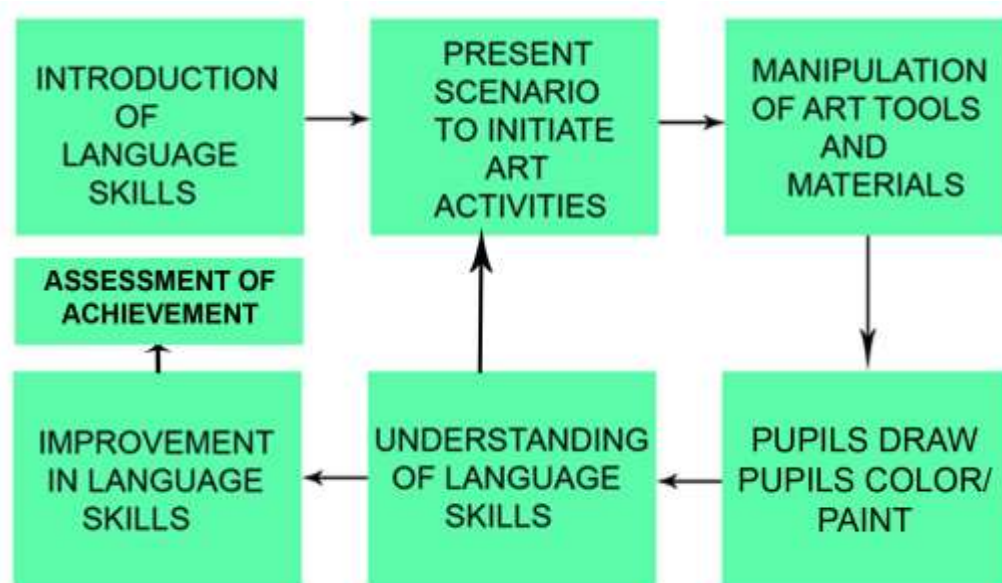 INTRODUCTION
OF
LANGUAGE
SKILLS
PRESENT
SCENARIO
TO INITIATE
ART
ACTIVITIES
MANIPULATION
OF ART TOOLS
AND
MATERIALS
ASSESSMENT OF
ACHIEVEMENT
IMPROVEMENT
IN LANGUAGE
SKILLS
UNDERSTANDING
OF LANGUAGE
SKILLS
PUPILS DRAW
PUPILS COLOR/
PAINT